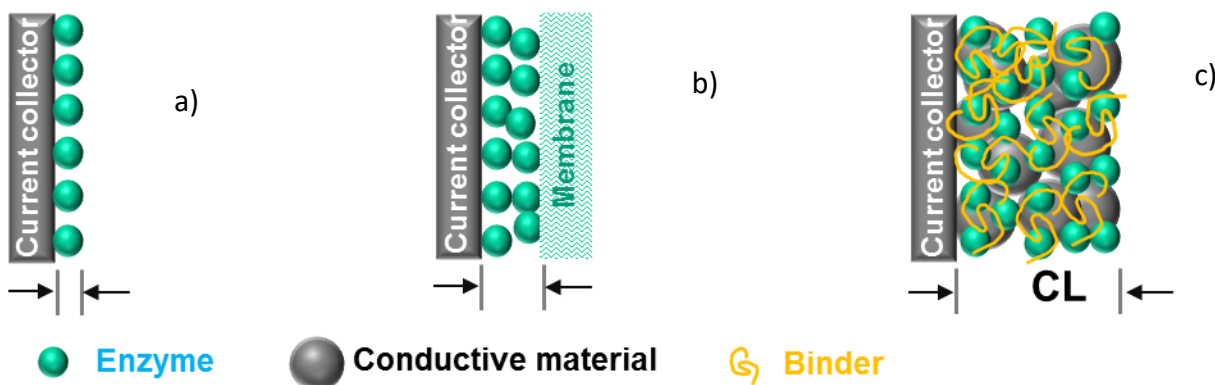 Current collector
a)
Current collector
Membrane
b)
Current collector
c)
CL
Enzyme
Conductive material
Binder